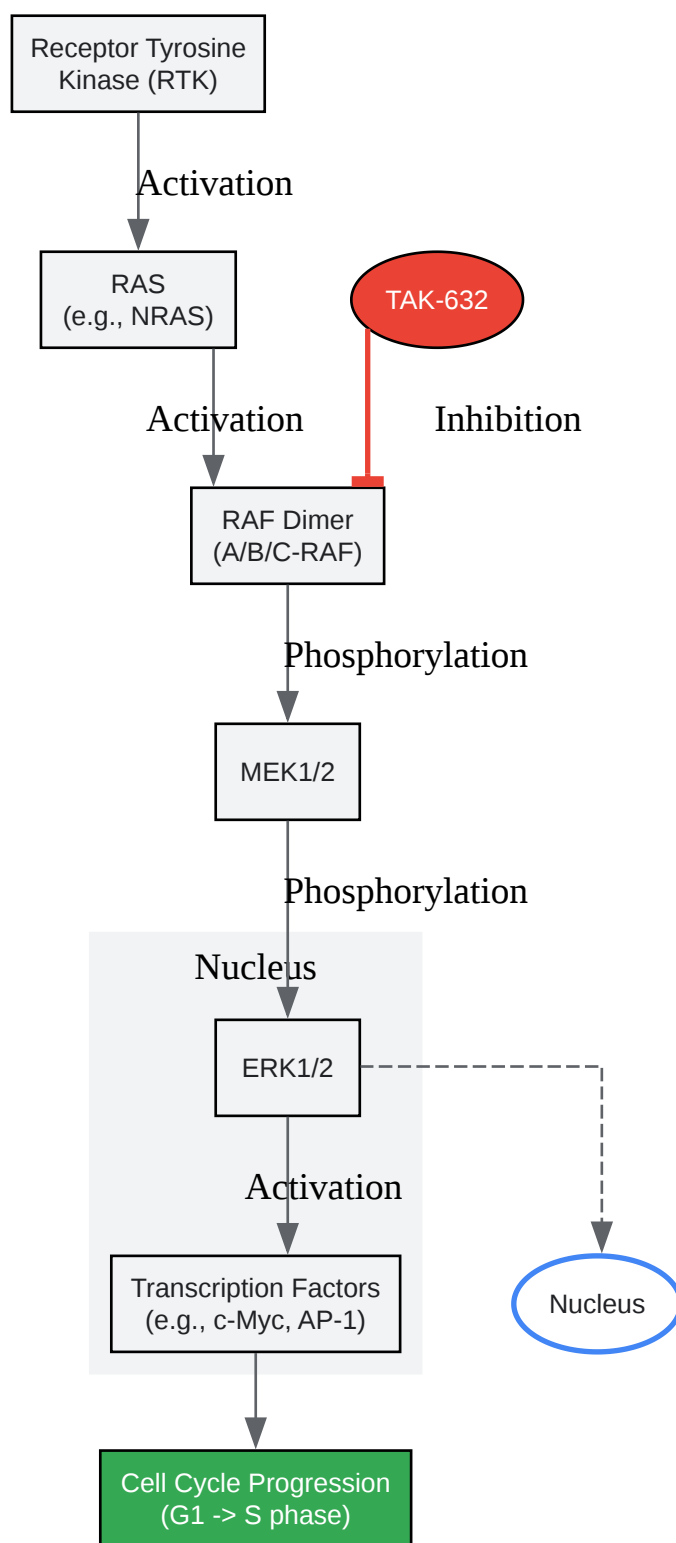 Receptor Tyrosine
Kinase (RTK)
Activation
RAS
(e.g., NRAS)
TAK-632
Activation
Inhibition
RAF Dimer
(A/B/C-RAF)
Phosphorylation
MEK1/2
Phosphorylation
Nucleus
ERK1/2
Activation
Transcription Factors
(e.g., c-Myc, AP-1)
Nucleus
Cell Cycle Progression
(G1 -> S phase)